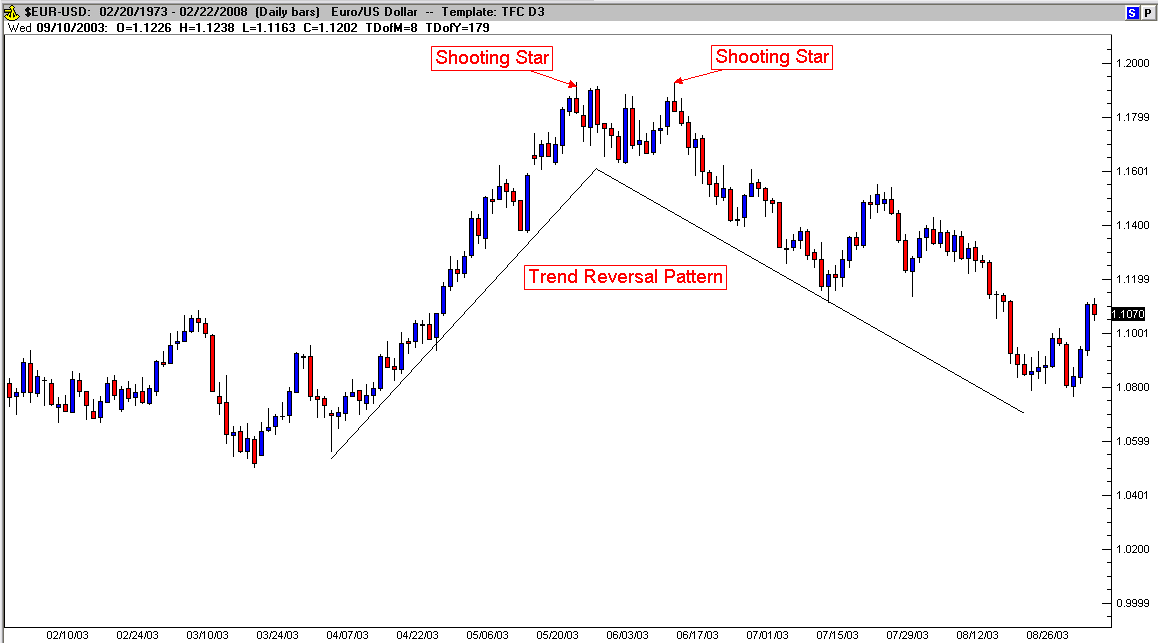 $EUR-USD: 02/20/1973 - 02/22/2008 (Daily bars) Euro/US Dollar -- Template: TFC D3
S P
Wed 09/10/2003: O=1.1226 H=1.1238 L=1.1163 C=1.1202 TDofM=8 TDofY=179
Shooting Star
Shooting Star
Trend Reversal Pattern
1.2000
1.1799
1.1601
1.1400
1.1199
1.1070
1.1001
1.0800
1.0599
1.0401
1.0200
0.9999
02/10/03 02/24/03 03/10/03 03/24/03 04/07/03 04/22/03 05/06/03 05/20/03 06/03/03 06/17/03 07/01/03 07/15/03 07/29/03 08/12/03 08/26/03